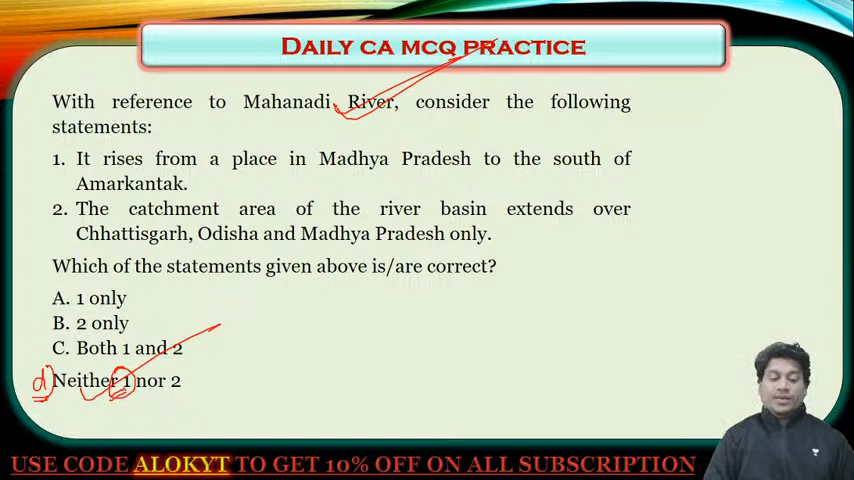 DAILY CA MCQ PRACTICE
With reference to Mahanadi River, consider the following
statements:
1. It rises from a place in Madhya Pradesh to the south of
Amarkantak.
2. The catchment area of the river basin extends over
Chhattisgarh, Odisha and Madhya Pradesh only.
Which of the statements given above is/are correct?
A. 1 only
B. 2 only
C. Both 1 and 2
d) Neither 1 nor 2
USE CODE ALOKYT TO GET 10% OFF ON ALL SUBSCRIPTION